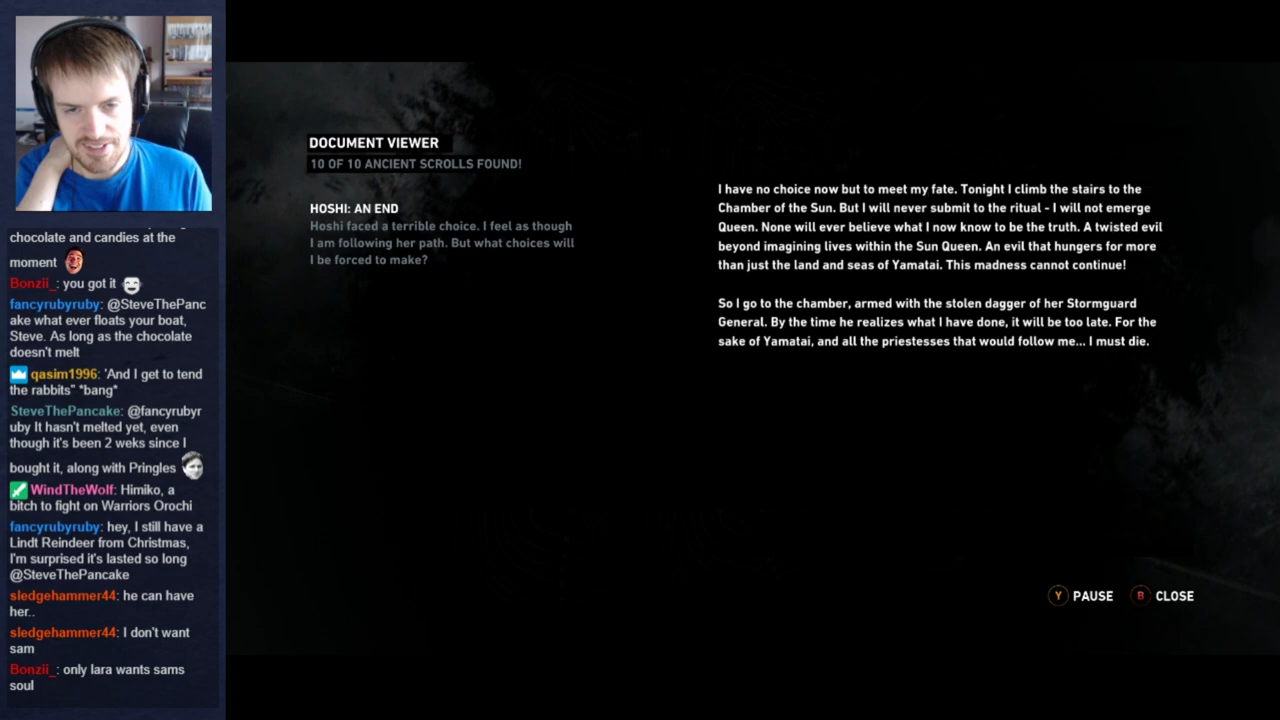 chocolate and candies at the
moment
Bonzii_: you got it
fancyrubyruby: @SteveThePanc
ake what ever floats your boat,
Steve. As long as the chocolate
doesn't melt
qasim1996: 'And I get to tend
the rabbits" *bang*
SteveThePancake: @fancyrubyr
uby It hasn't melted yet, even
though it's been 2 weks since I
bought it, along with Pringles
WindTheWolf: Himiko, a
bitch to fight on Warriors Orochi
fancyrubyruby: hey, I still have a
Lindt Reindeer from Christmas,
I'm surprised it's lasted so long
@SteveThePancake
sledgehammer44: he can have
her..
sledgehammer44: I don't want
sam
Bonzii_: only lara wants sams
soul
DOCUMENT VIEWER
10 OF 10 ANCIENT SCROLLS FOUND!
HOSHI: AN END
Hoshi faced a terrible choice. I feel as though
I am following her path. But what choices will
I be forced to make?
I have no choice now but to meet my fate. Tonight I climb the stairs to the
Chamber of the Sun. But I will never submit to the ritual - I will not emerge
Queen. None will ever believe what I now know to be the truth. A twisted evil
beyond imagining lives within the Sun Queen. An evil that hungers for more
than just the land and seas of Yamatai. This madness cannot continue!
So I go to the chamber, armed with the stolen dagger of her Stormguard
General. By the time he realizes what I have done, it will be too late. For the
sake of Yamatai, and all the priestesses that would follow me... I must die.
Y PAUSE B CLOSE